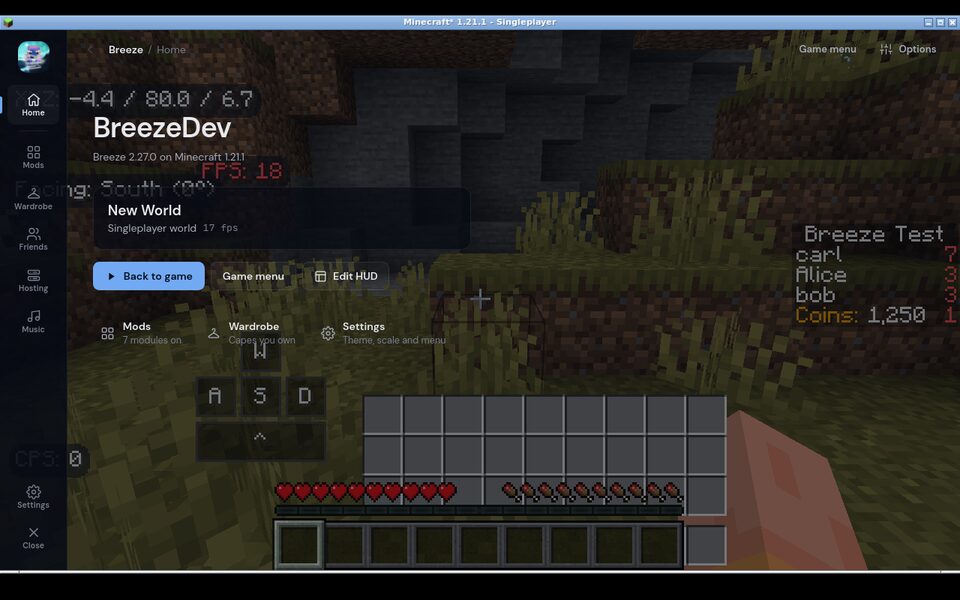 Minecraft* 1.21.1 - Singleplayer
Breeze / Home
Game menu
Options
-4.4 / 80.0 / 6.7
Home
BreezeDev
Breeze 2.27.0 on Minecraft 1.21.1
FPS: 18
Mods
Facing: South (0°)
Wardrobe
New World
Singleplayer world 17 fps
Friends
Breeze Test
carl 7
Alice 3
bob 3
Coins: 1,250 1
Back to game
Game menu
Edit HUD
Hosting
Music
Mods
7 modules on
Wardrobe
Capes you own
Settings
Theme, scale and menu
W
A S D
^
CPS: 0
Settings
Close